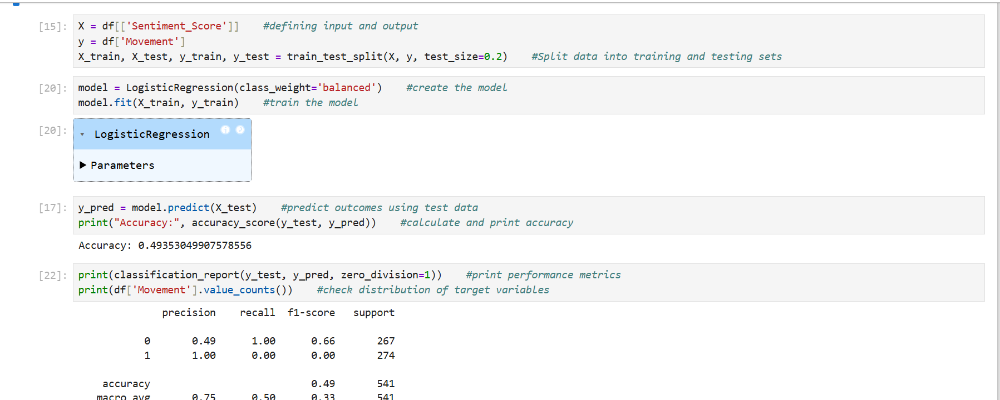 [15]: X = df[['Sentiment_Score']]    #defining input and output
y = df['Movement']
X_train, X_test, y_train, y_test = train_test_split(X, y, test_size=0.2)    #Split data into training and testing sets
[20]: model = LogisticRegression(class_weight='balanced')    #create the model
model.fit(X_train, y_train)    #train the model
[20]: ▾ LogisticRegression i ?
▶ Parameters
[17]: y_pred = model.predict(X_test)    #predict outcomes using test data
print("Accuracy:", accuracy_score(y_test, y_pred))    #calculate and print accuracy
Accuracy: 0.49353049907578556
[22]: print(classification_report(y_test, y_pred, zero_division=1))    #print performance metrics
print(df['Movement'].value_counts())    #check distribution of target variables
precision    recall  f1-score   support
0       0.49      1.00      0.66       267
1       1.00      0.00      0.00       274
accuracy                           0.49       541
macro avg       0.75      0.50      0.33       541